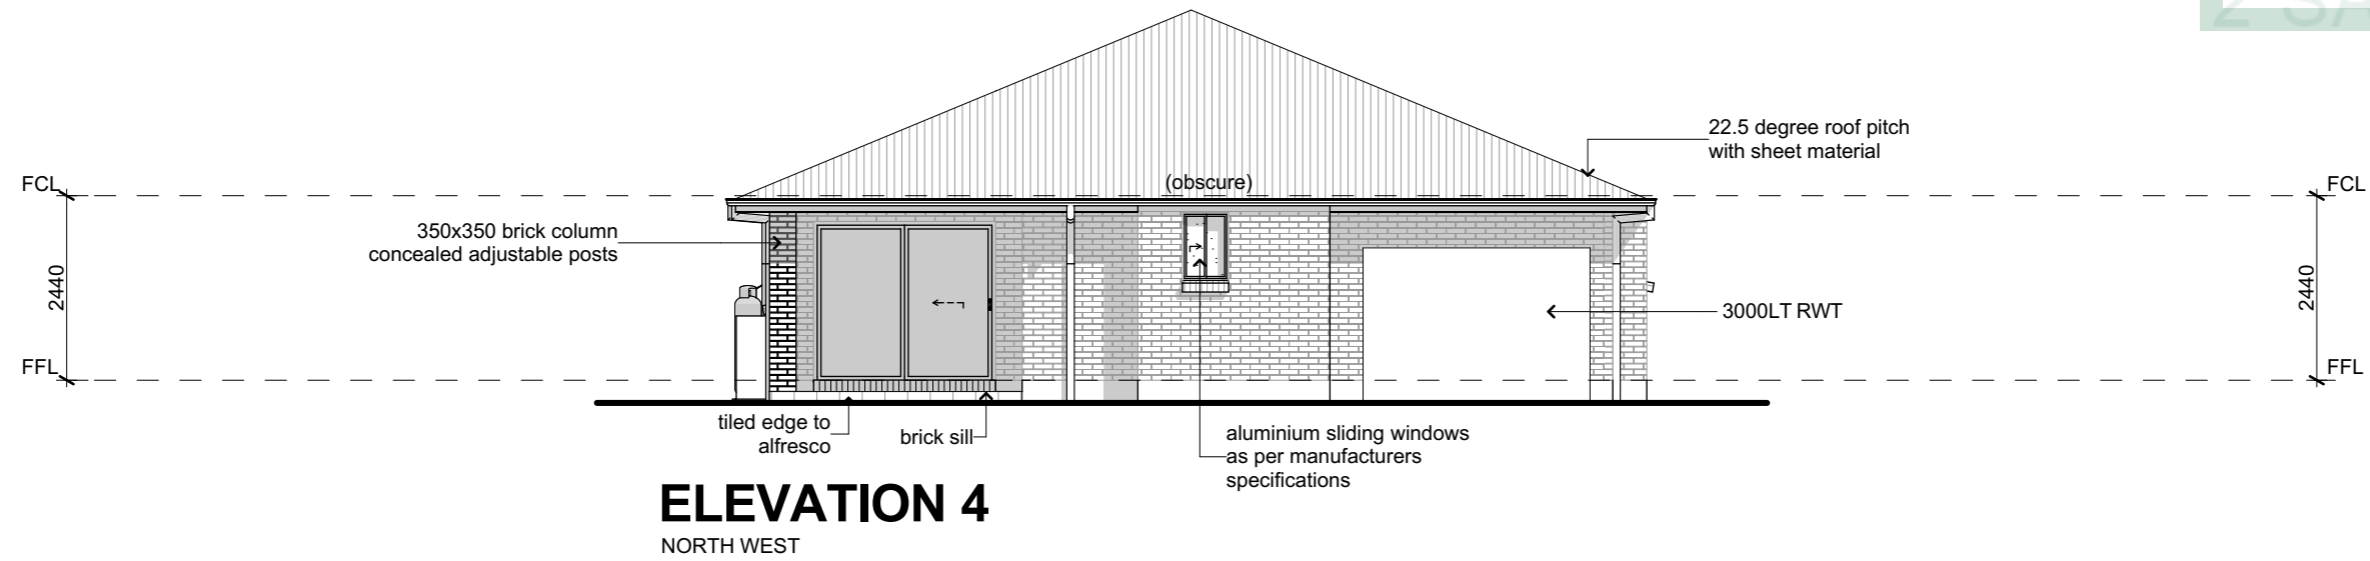 2 SA
22.5 degree roof pitch
with sheet material
FCL
(obscure)
FCL
350x350 brick column
concealed adjustable posts
2440
2440
3000LT RWT
FFL
FFL
tiled edge to
alfresco
brick sill
aluminium sliding windows
as per manufacturers
specifications
ELEVATION 4
NORTH WEST